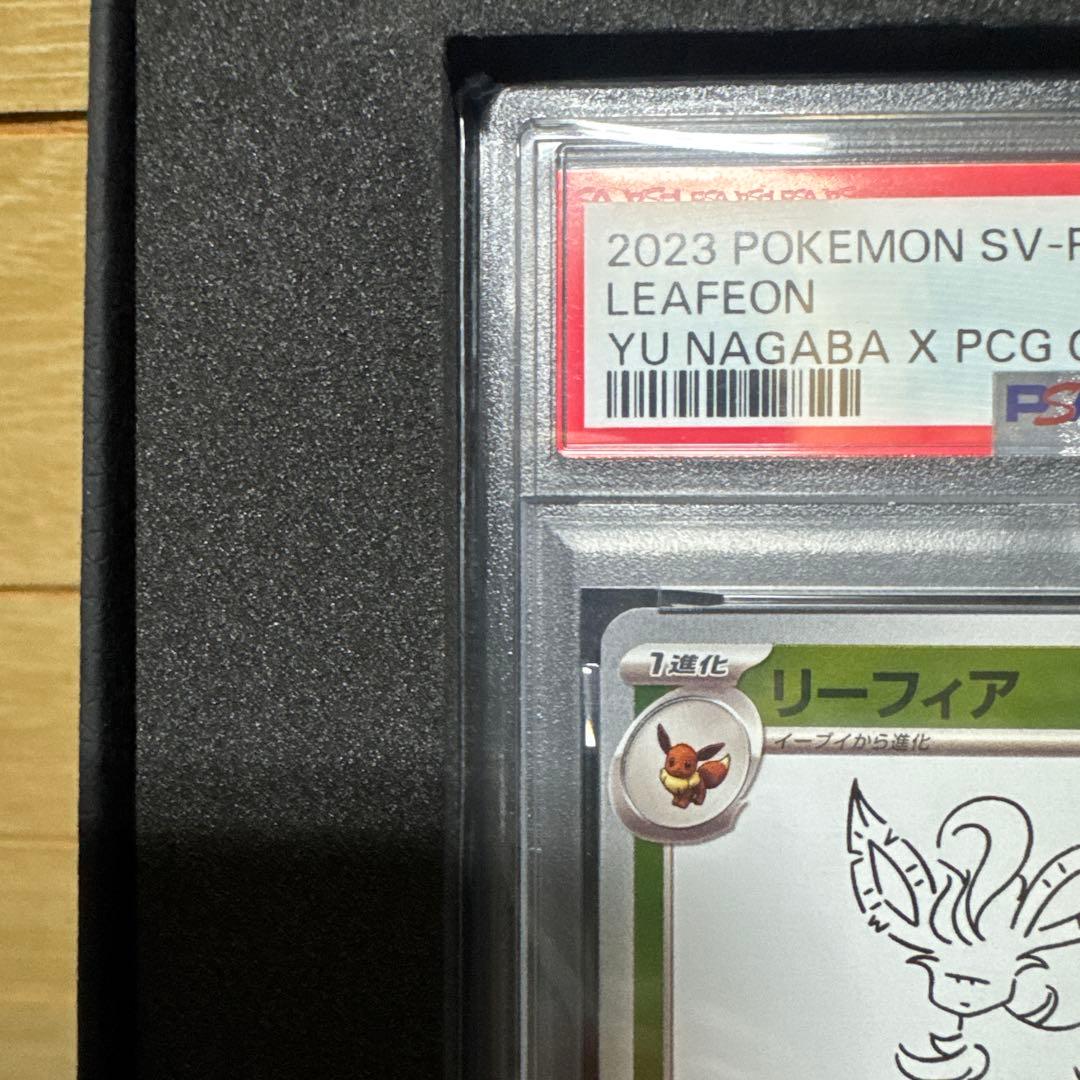 2023 POKEMON SV-P
LEAFEON
YU NAGABA X PCG
PSA
1進化
リーフィア
イーブイから進化